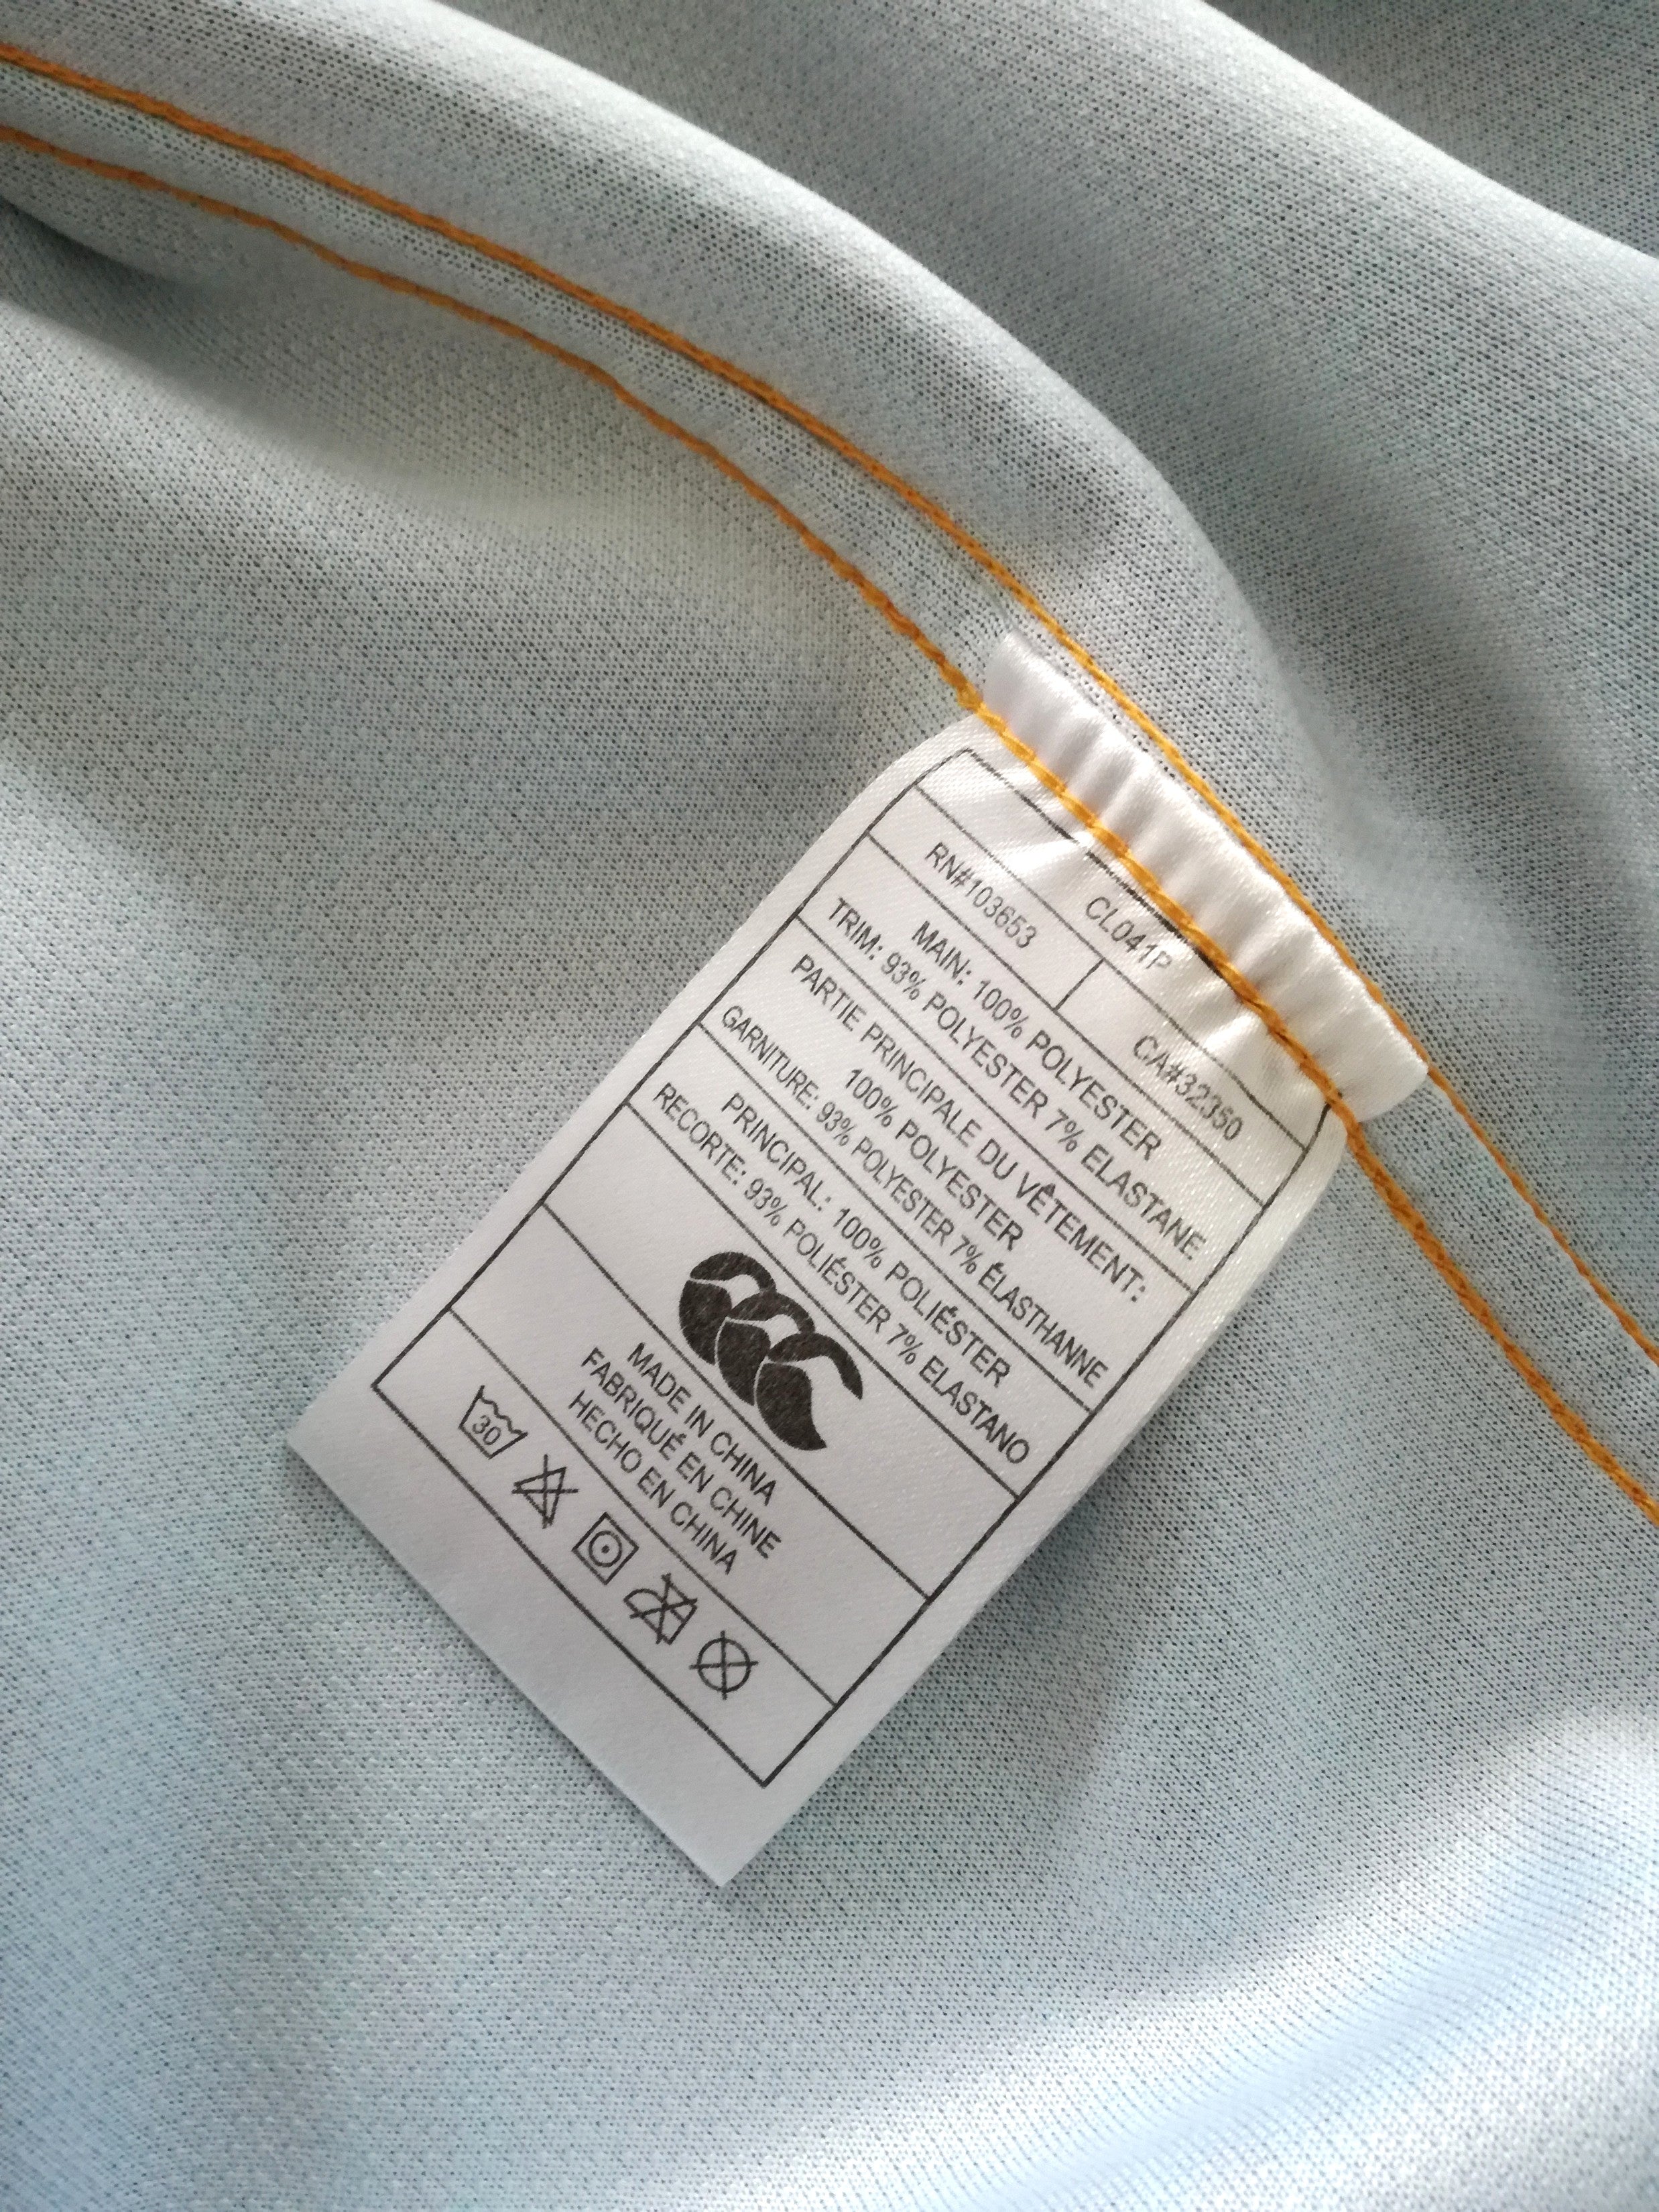 CL041P
RN#103653 CA#32350
MAIN: 100% POLYESTER
TRIM: 93% POLYESTER 7% ELASTANE
PARTIE PRINCIPALE DU VÊTEMENT:
100% POLYESTER
GARNITURE: 93% POLYESTER 7% ÉLASTHANNE
PRINCIPAL: 100% POLIÉSTER
RECORTE: 93% POLIÉSTER 7% ELASTANO
MADE IN CHINA
FABRIQUÉ EN CHINE
HECHO EN CHINA
30